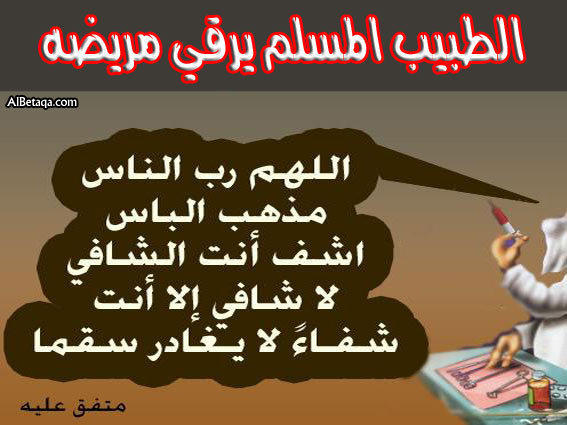 الطبيب المسلم يرقي مريضه
AlBetaqa.com
اللهم رب الناس
مذهب الباس
اشف أنت الشافي
لا شافي إلا أنت
شفاءً لا يغادر سقما
متفق عليه